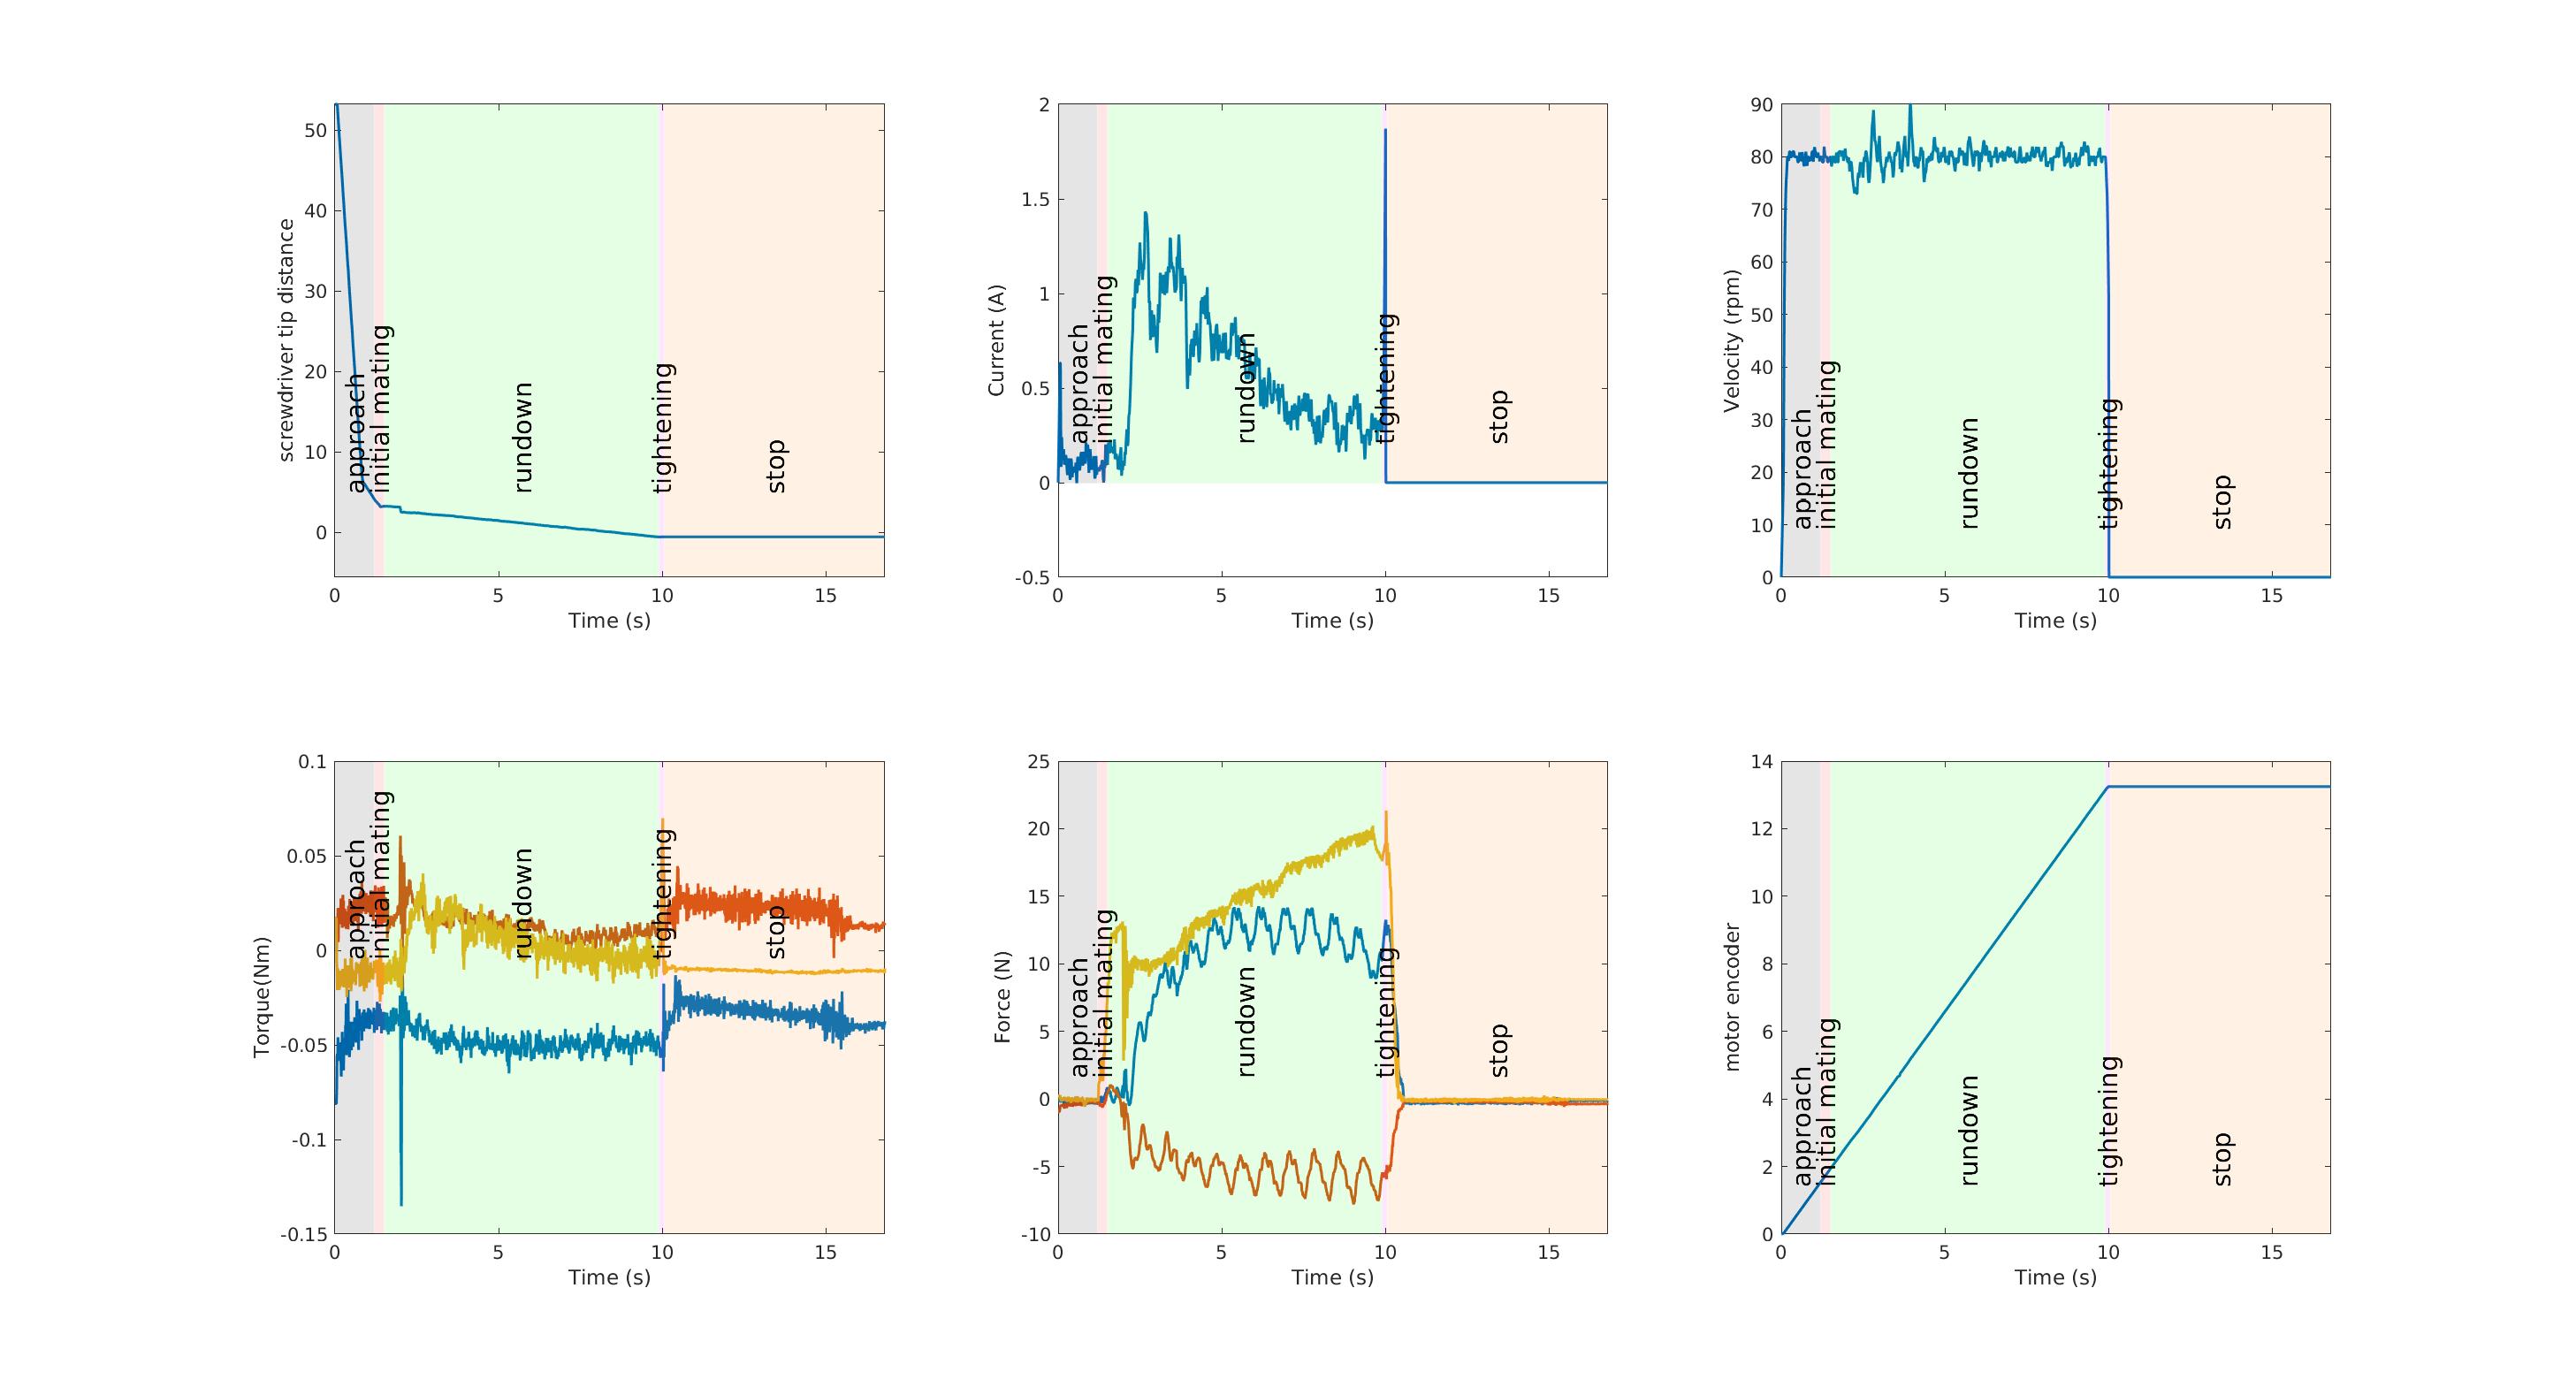 screwdriver tip distance
50
40
30
20
10
0
approach
initial mating
rundown
tightening
stop
0 5 10 15
Time (s)
Current (A)
2
1.5
1
0.5
0
-0.5
approach
initial mating
rundown
tightening
stop
0 5 10 15
Time (s)
Velocity (rpm)
90
80
70
60
50
40
30
20
10
0
approach
initial mating
rundown
tightening
stop
0 5 10 15
Time (s)
Torque(Nm)
0.1
0.05
0
-0.05
-0.1
-0.15
approach
initial mating
rundown
tightening
stop
0 5 10 15
Time (s)
Force (N)
25
20
15
10
5
0
-5
-10
approach
initial mating
rundown
tightening
stop
0 5 10 15
Time (s)
motor encoder
14
12
10
8
6
4
2
0
approach
initial mating
rundown
tightening
stop
0 5 10 15
Time (s)